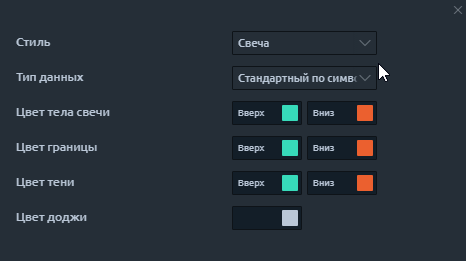 Стиль Свеча
Тип данных Стандартный по симво
Цвет тела свечи Вверх Вниз
Цвет границы Вверх Вниз
Цвет тени Вверх Вниз
Цвет доджи